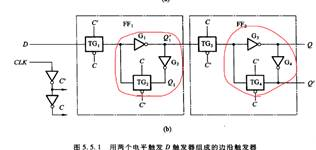 (a)
FF₁ FF₂
C' C'
D TG₁ G₁ Q₁' TG₃ G₃ Q
CLK C C
C' G₂ G₄
TG₂ Q₁ TG₄ Q'
C C' C'
(b)
图 5.5.1 用两个电平触发 D 触发器组成的边沿触发器